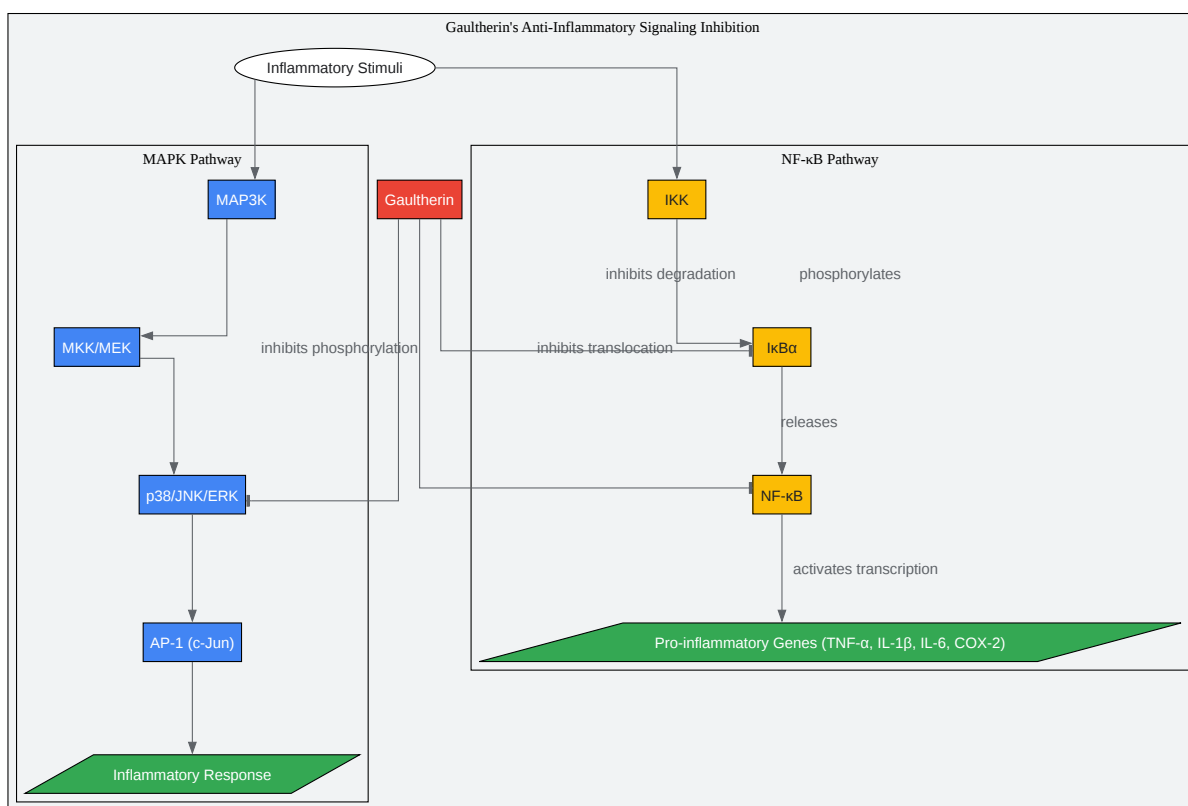 Gaultherin's Anti-Inflammatory Signaling Inhibition
Inflammatory Stimuli
MAPK Pathway
NF-κB Pathway
MAP3K
Gaultherin
IKK
inhibits degradation
phosphorylates
MKK/MEK
inhibits phosphorylation
inhibits translocation
IκBα
releases
p38/JNK/ERK
NF-κB
activates transcription
AP-1 (c-Jun)
Pro-inflammatory Genes (TNF-α, IL-1β, IL-6, COX-2)
Inflammatory Response